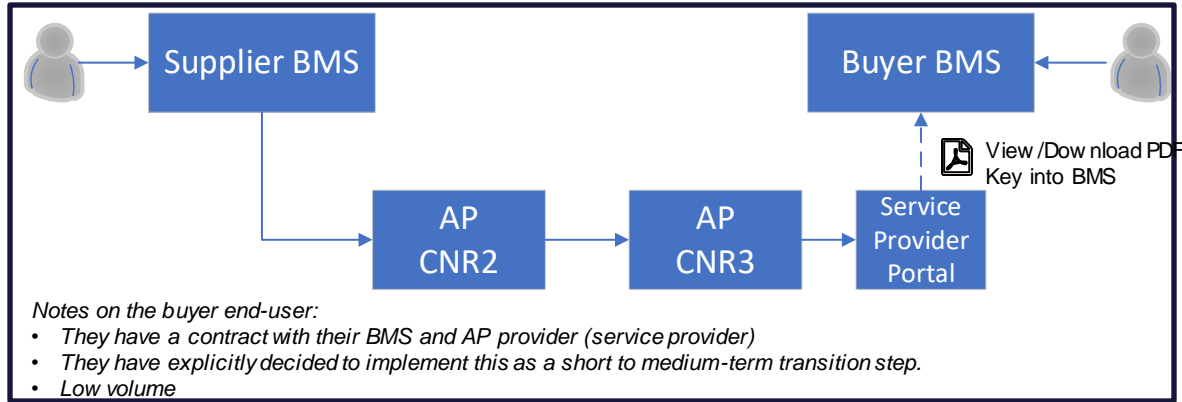 Supplier BMS
Buyer BMS
View /Download PDF
Key into BMS
AP
CNR2
AP
CNR3
Service
Provider
Portal
Notes on the buyer end-user:
• They have a contract with their BMS and AP provider (service provider)
• They have explicitly decided to implement this as a short to medium-term transition step.
• Low volume